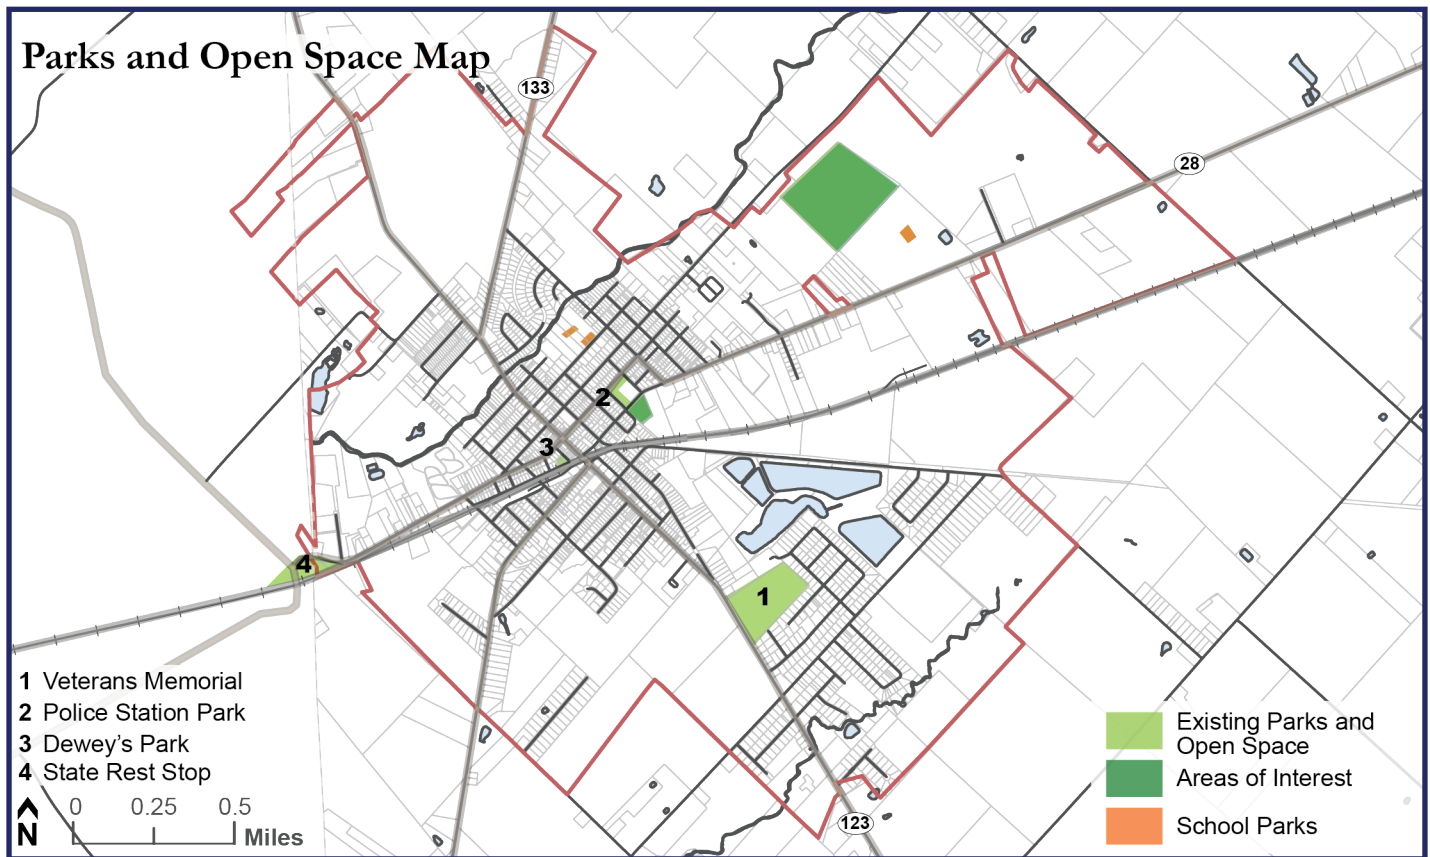 Parks and Open Space Map
133
28
2
3
4
1
1 Veterans Memorial
2 Police Station Park
3 Dewey's Park
4 State Rest Stop
0 0.25 0.5
N Miles
Existing Parks and
Open Space
Areas of Interest
School Parks
123